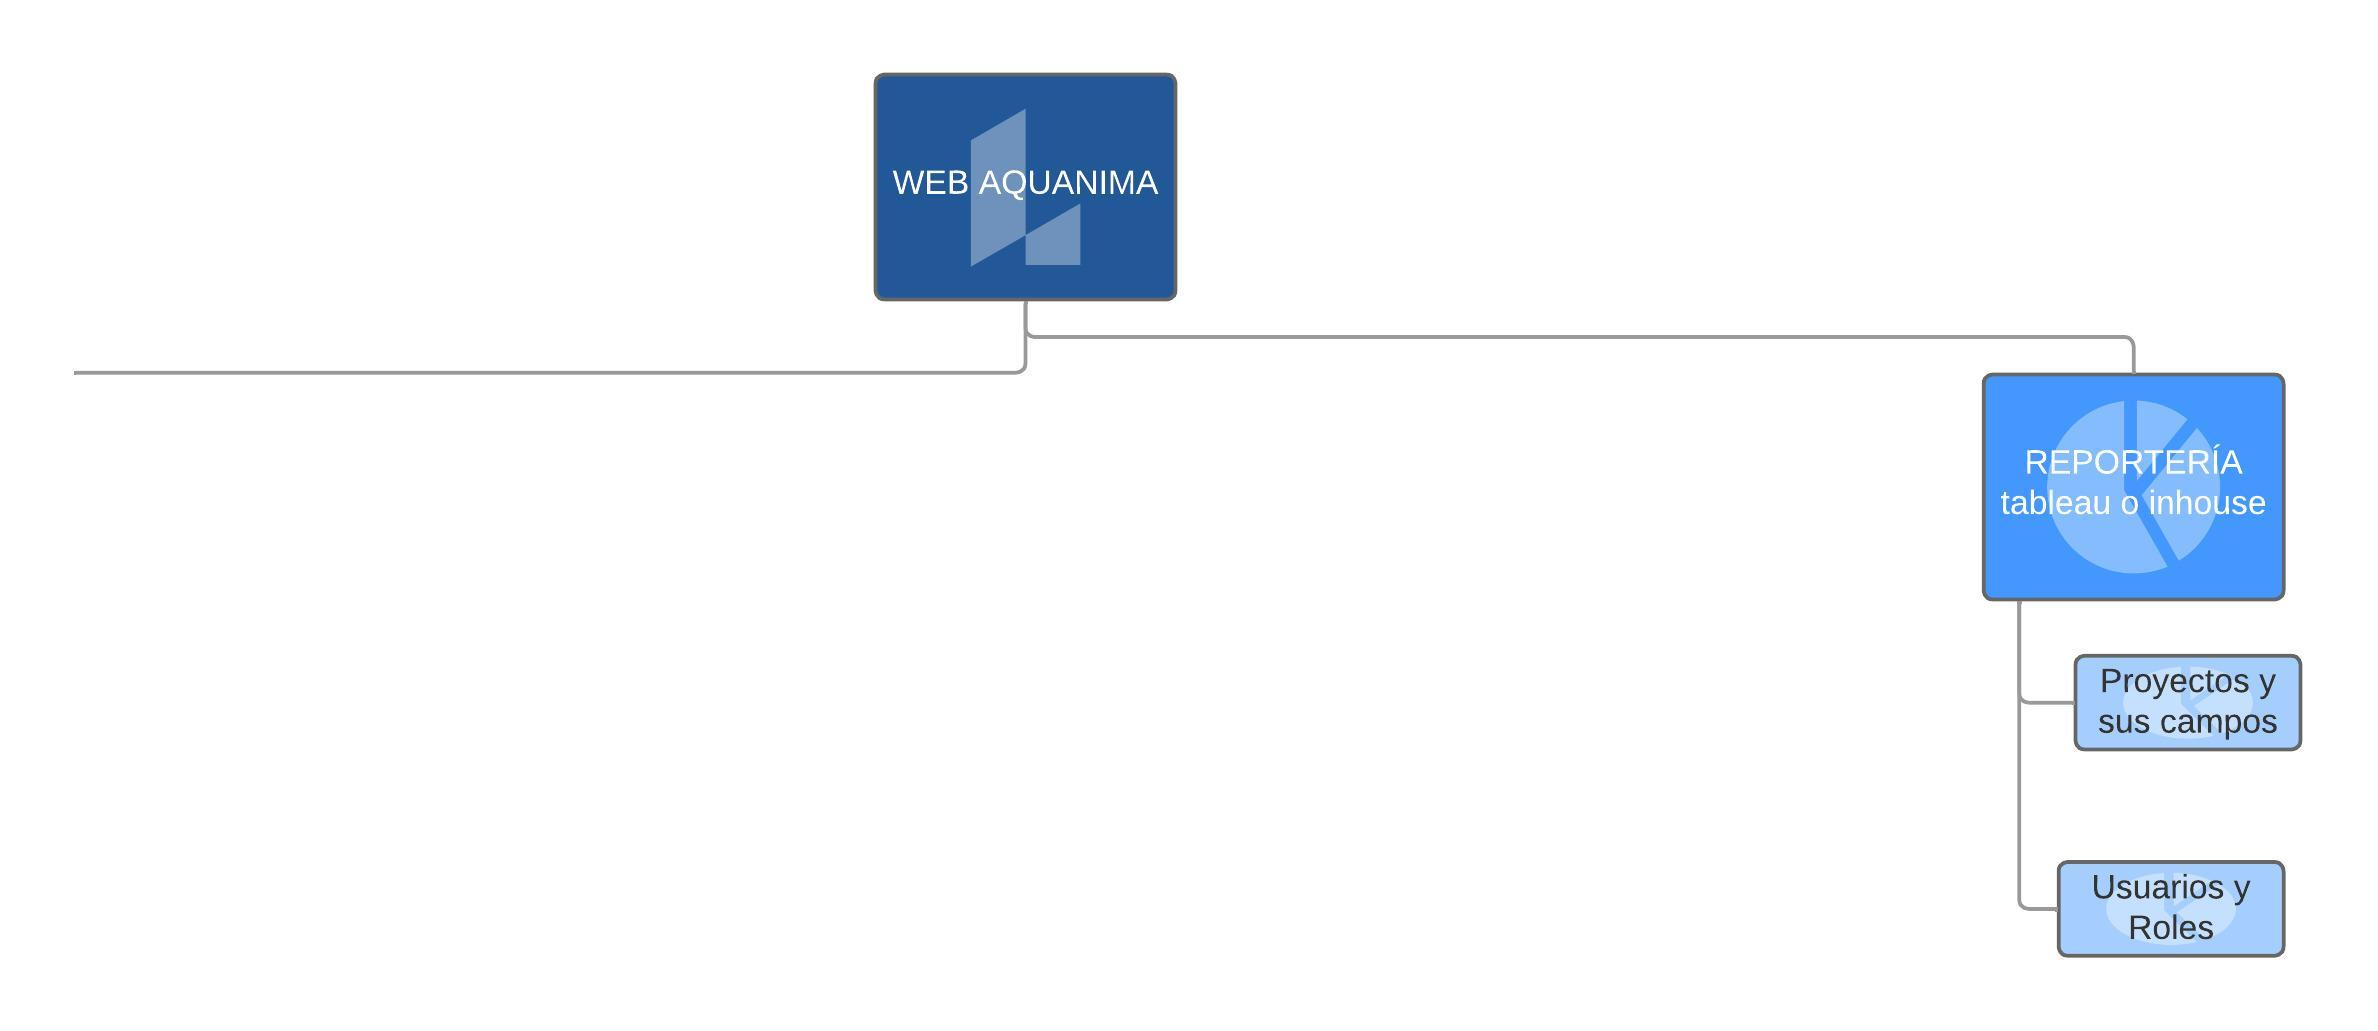 WEB AQUANIMA
REPORTERÍA
tableau o inhouse
Proyectos y
sus campos
Usuarios y
Roles